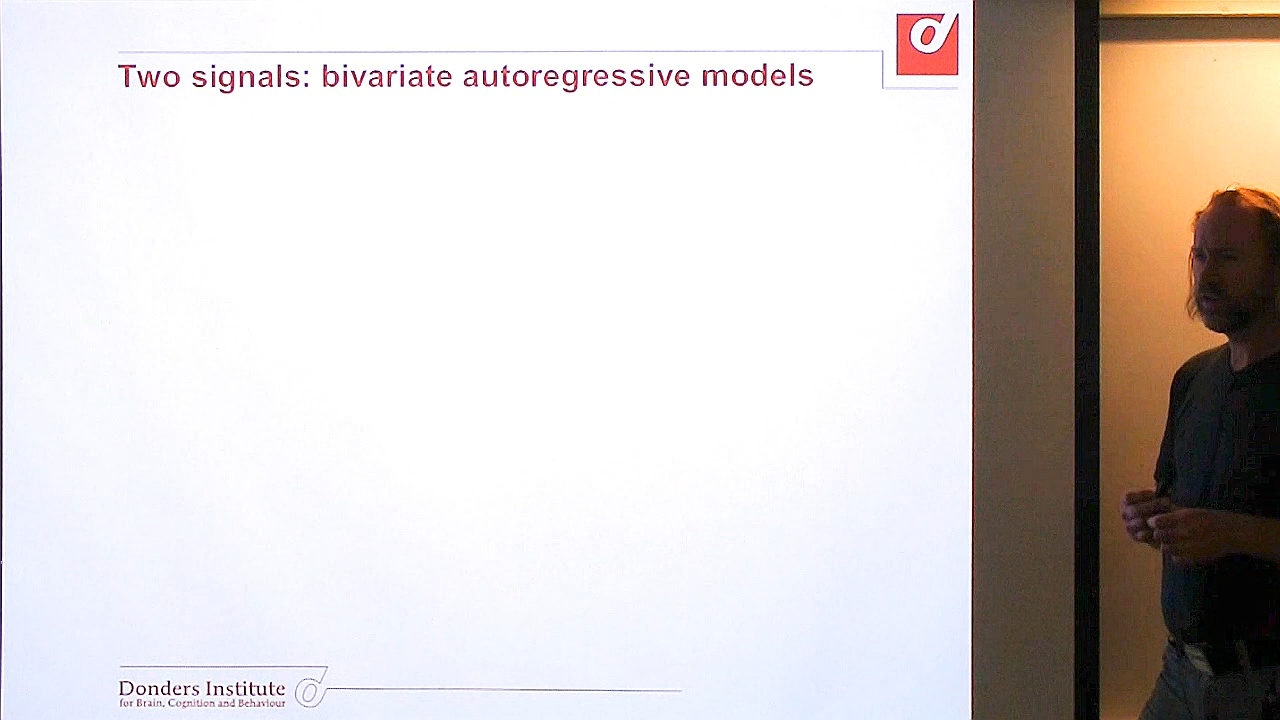 Two signals: bivariate autoregressive models
Donders Institute
for Brain, Cognition and Behaviour